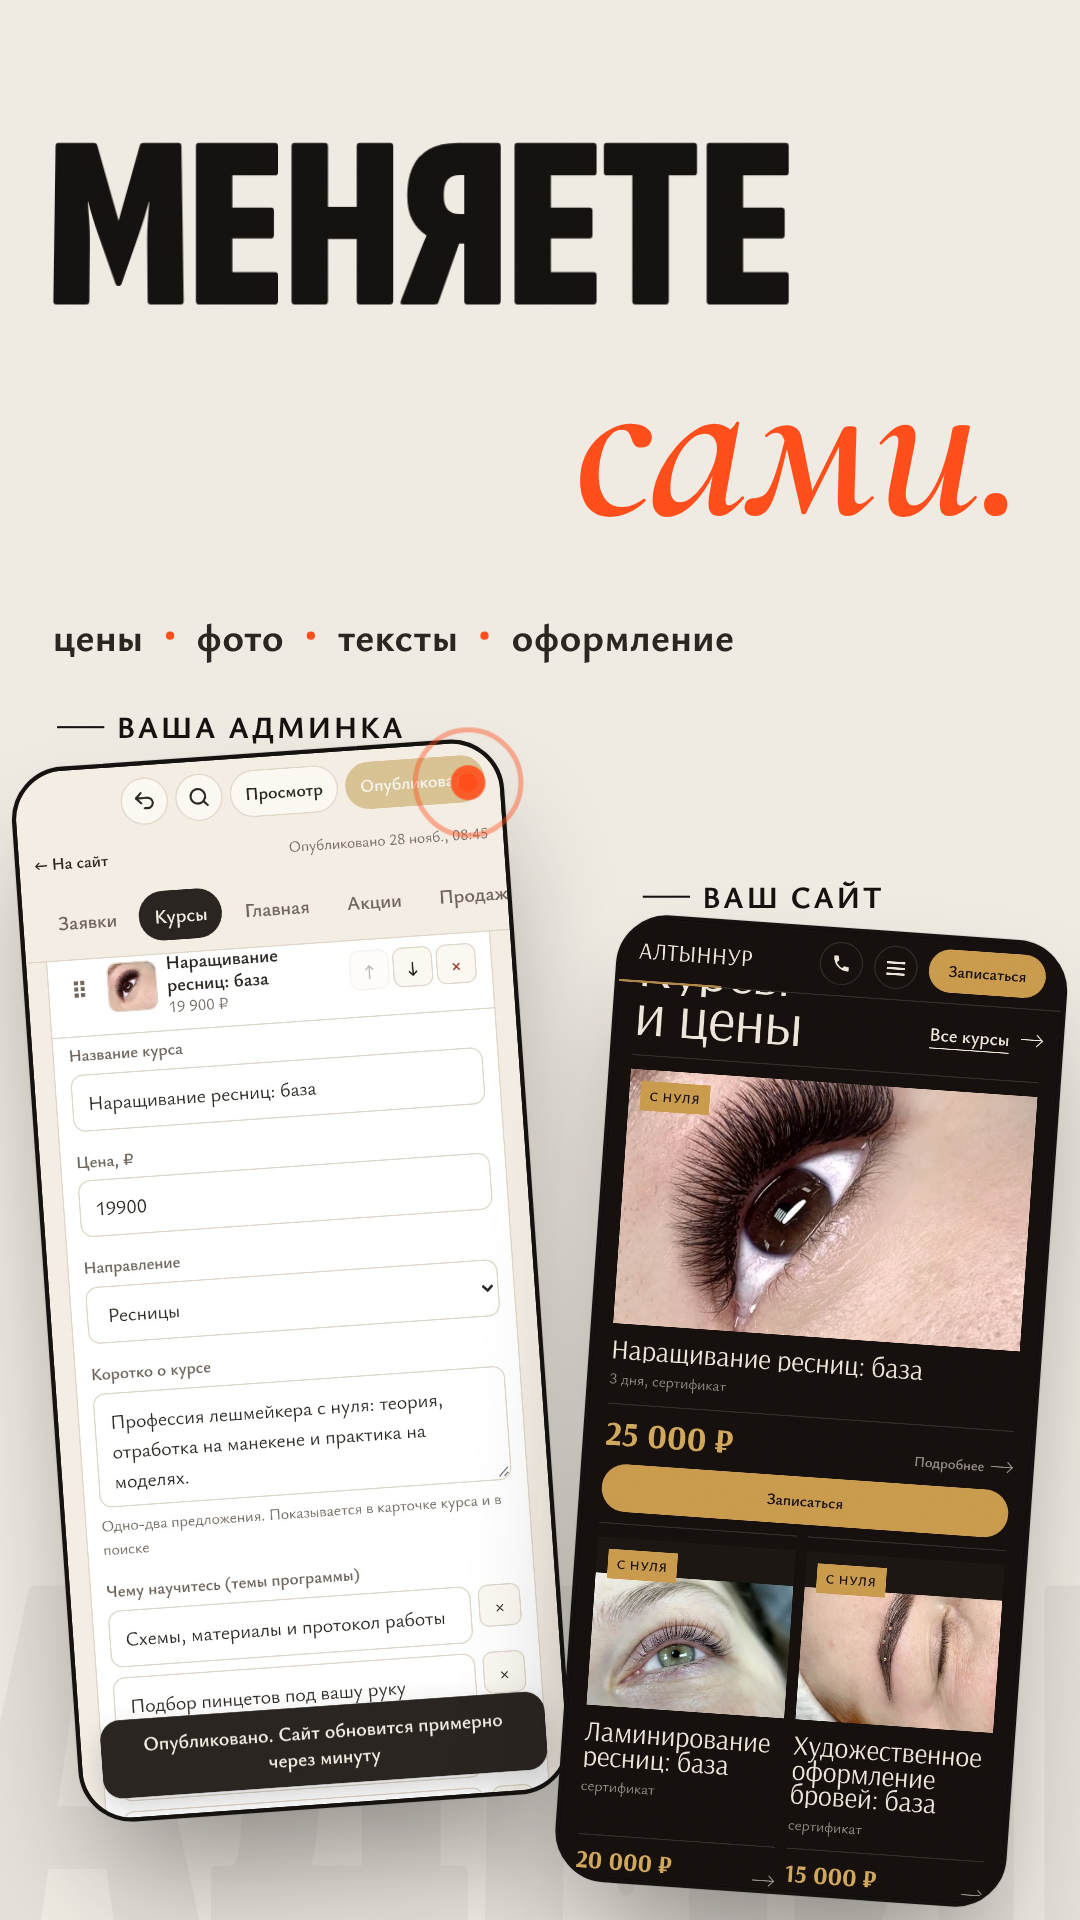 МЕНЯЕТЕ
сами.
цены • фото • тексты • оформление
ВАША АДМИНКА
Просмотр
Опубликова
Опубликовано 28 нояб., 08:45
← На сайт
Заявки Курсы Главная Акции Продаж
Наращивание
ресниц: база
19 900 ₽
Название курса
Наращивание ресниц: база
Цена, ₽
19900
Направление
Ресницы
Коротко о курсе
Профессия лешмейкера с нуля: теория,
отработка на манекене и практика на
моделях.
Одно-два предложения. Показывается в карточке курса и в
поиске
Чему научитесь (темы программы)
Схемы, материалы и протокол работы
Подбор пинцетов под вашу руку
Опубликовано. Сайт обновится примерно
через минуту
ВАШ САЙТ
АЛТЫННУР
Записаться
Курсы
и цены
Все курсы →
С НУЛЯ
Наращивание ресниц: база
3 дня, сертификат
25 000 ₽
Подробнее →
Записаться
С НУЛЯ
Ламинирование
ресниц: база
сертификат
20 000 ₽ →
С НУЛЯ
Художественное
оформление
бровей: база
сертификат
15 000 ₽ →